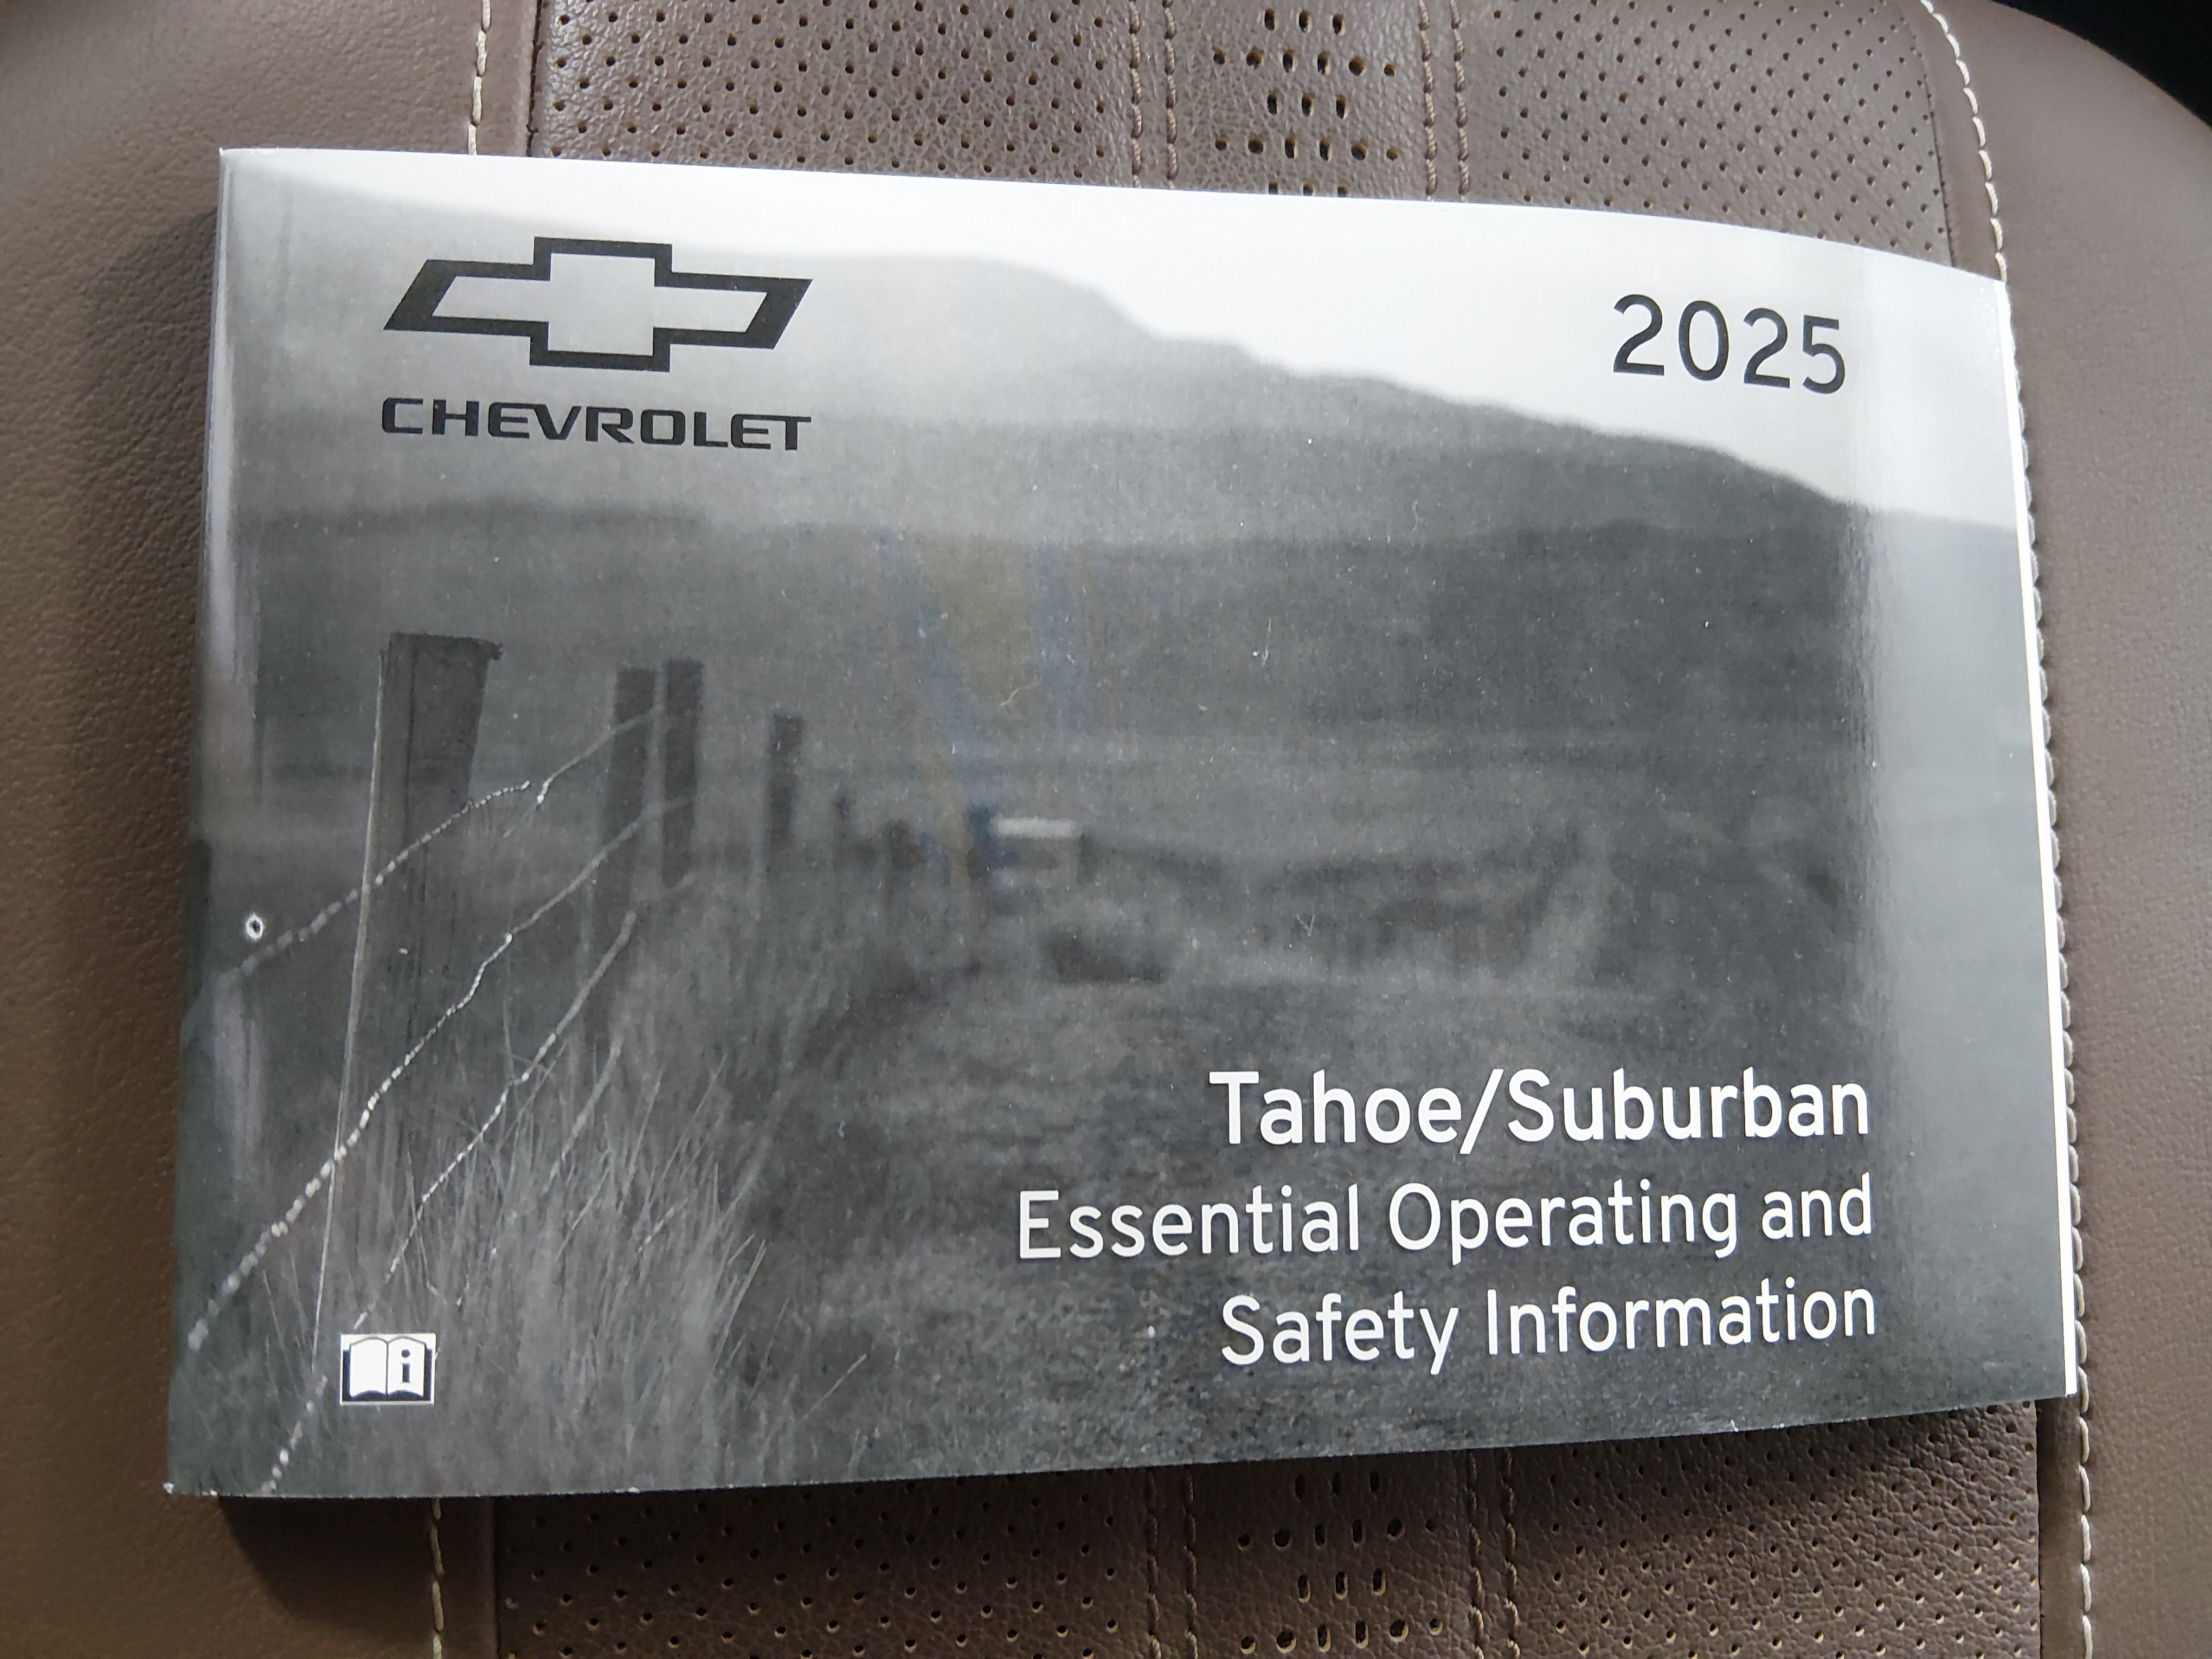 CHEVROLET
2025
Tahoe/Suburban
Essential Operating and
Safety Information
i